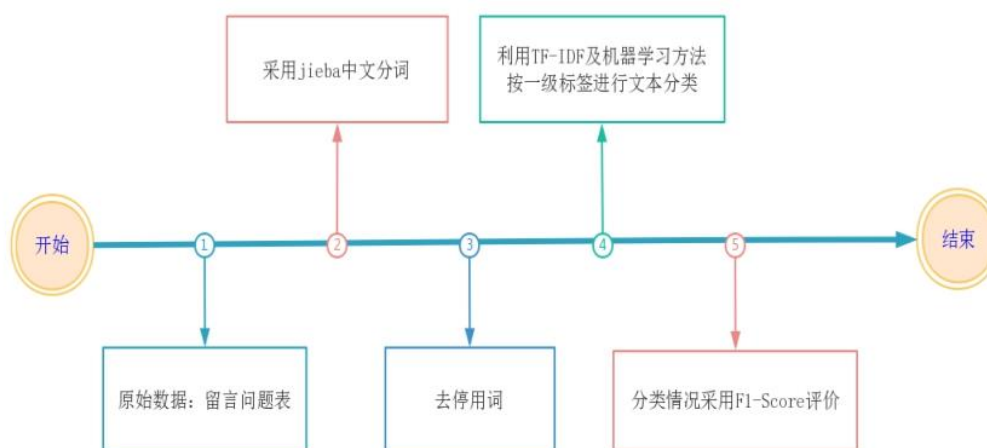 采用jieba中文分词
利用TF-IDF及机器学习方法
按一级标签进行文本分类
开始
1
2
3
4
5
结束
原始数据：留言问题表
去停用词
分类情况采用F1-Score评价